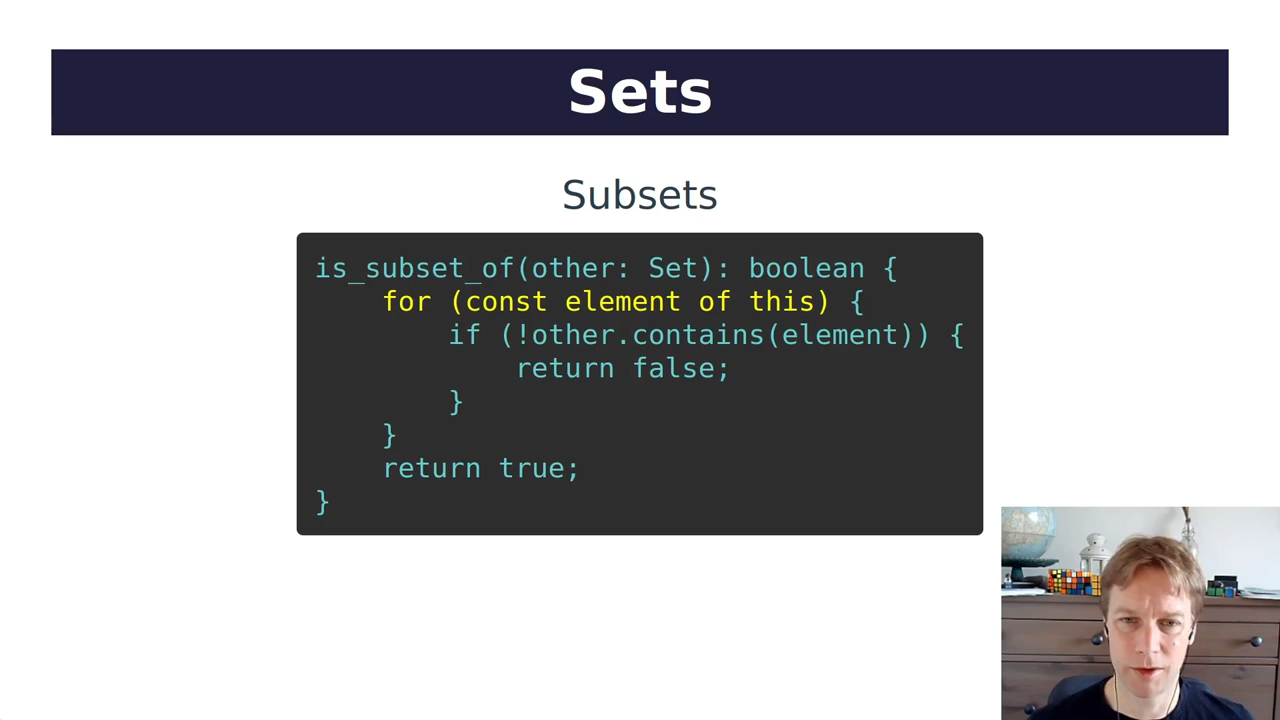 Sets
Subsets
is_subset_of(other: Set): boolean {
    for (const element of this) {
        if (!other.contains(element)) {
            return false;
        }
    }
    return true;
}